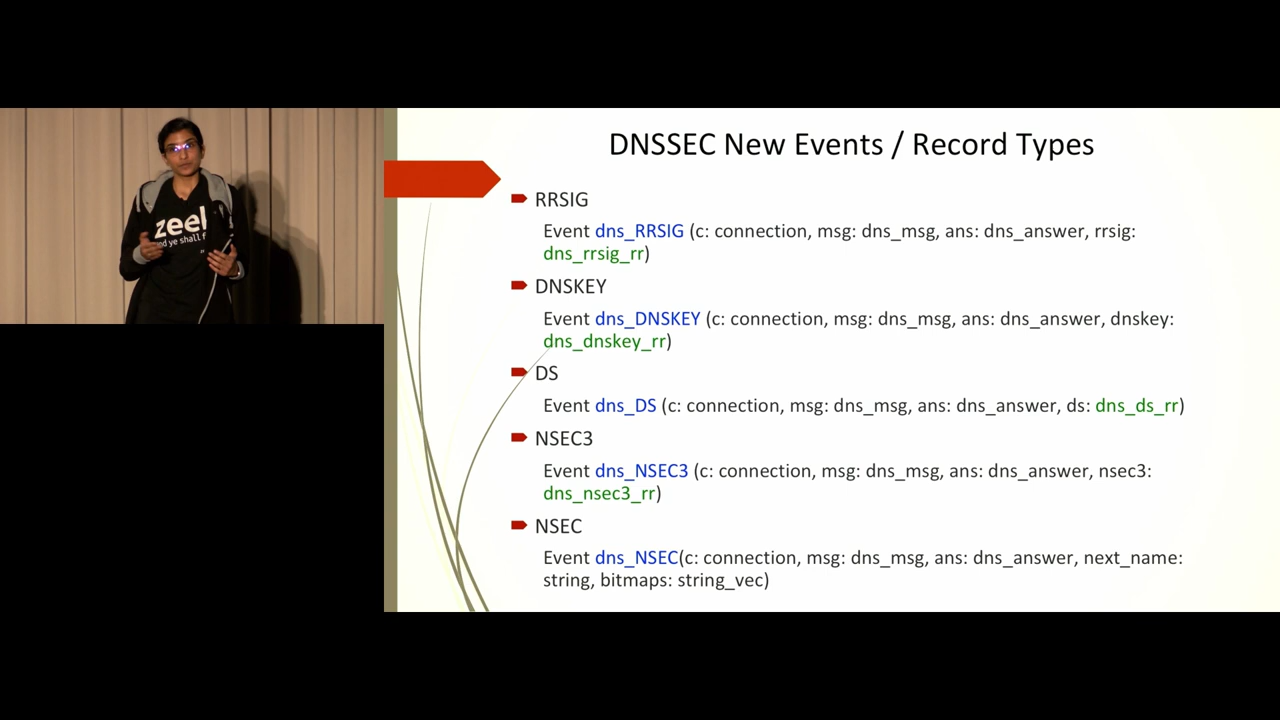 zeek
and ye shall f
DNSSEC New Events / Record Types
RRSIG
Event dns_RRSIG (c: connection, msg: dns_msg, ans: dns_answer, rrsig:
dns_rrsig_rr)
DNSKEY
Event dns_DNSKEY (c: connection, msg: dns_msg, ans: dns_answer, dnskey:
dns_dnskey_rr)
DS
Event dns_DS (c: connection, msg: dns_msg, ans: dns_answer, ds: dns_ds_rr)
NSEC3
Event dns_NSEC3 (c: connection, msg: dns_msg, ans: dns_answer, nsec3:
dns_nsec3_rr)
NSEC
Event dns_NSEC(c: connection, msg: dns_msg, ans: dns_answer, next_name:
string, bitmaps: string_vec)